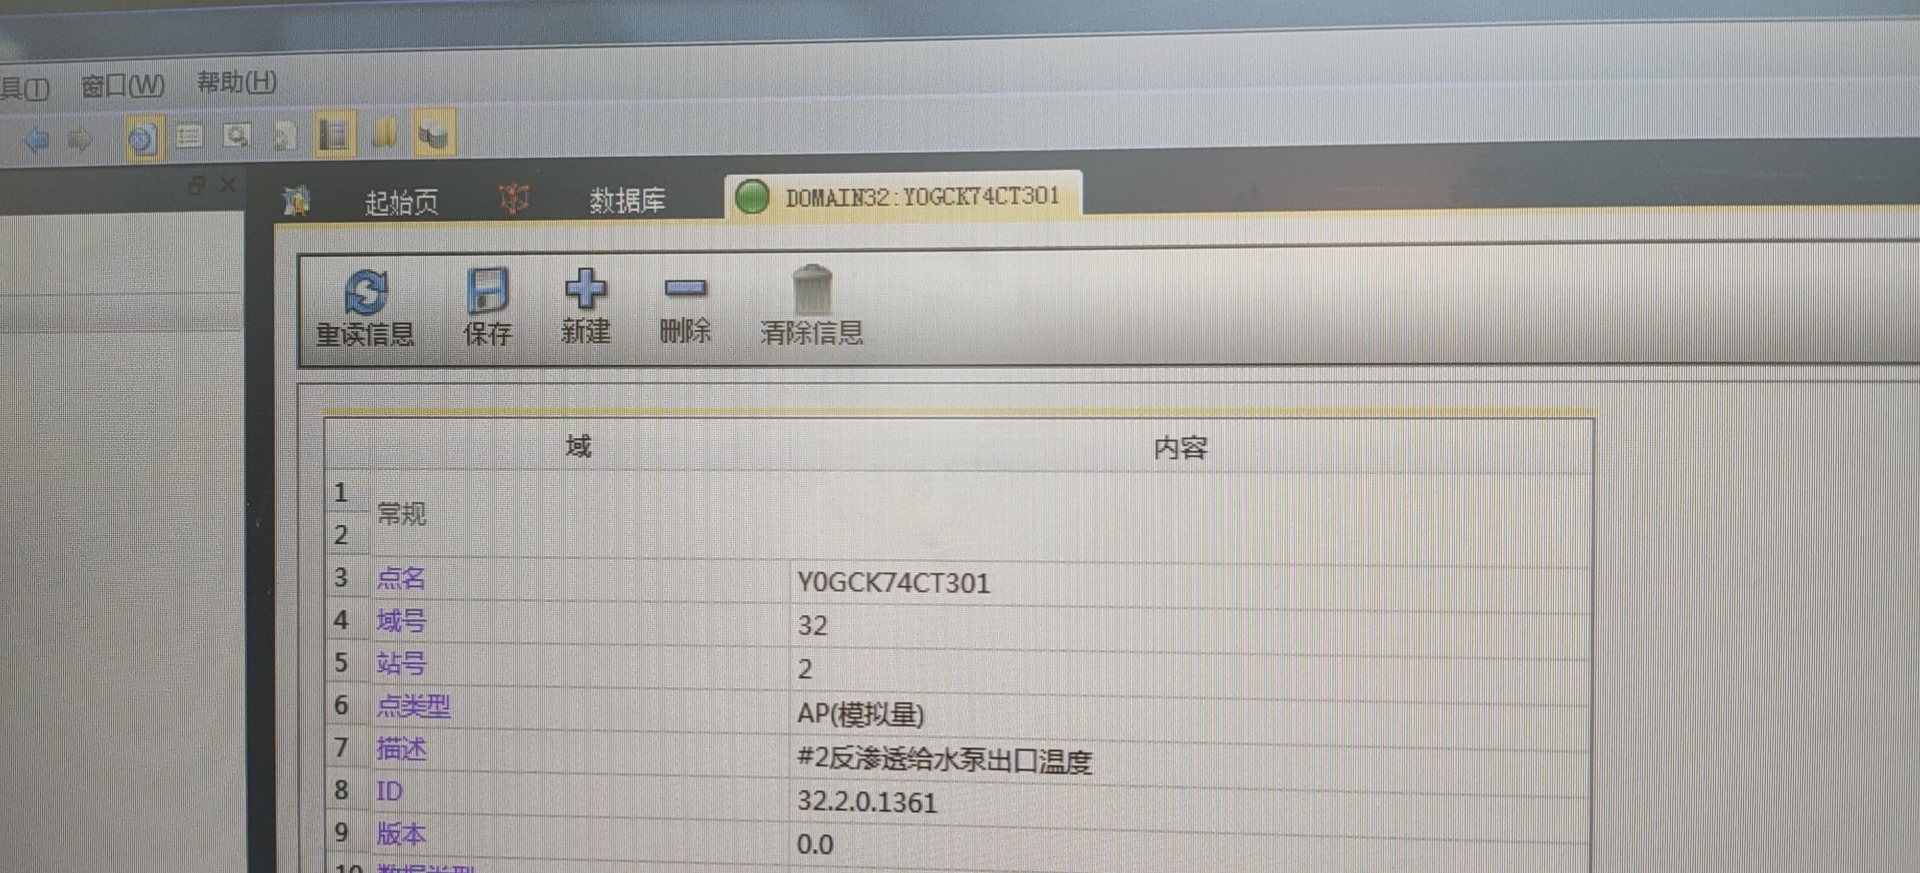 具(T) 窗口(W) 帮助(H)
起始页 数据库 DOMAIN32:Y0GCK74CT301
重读信息 保存 新建 删除 清除信息
域 内容
1
常规
2
3 点名 Y0GCK74CT301
4 域号 32
5 站号 2
6 点类型 AP(模拟量)
7 描述 #2反渗透给水泵出口温度
8 ID 32.2.0.1361
9 版本 0.0
10 数据类型